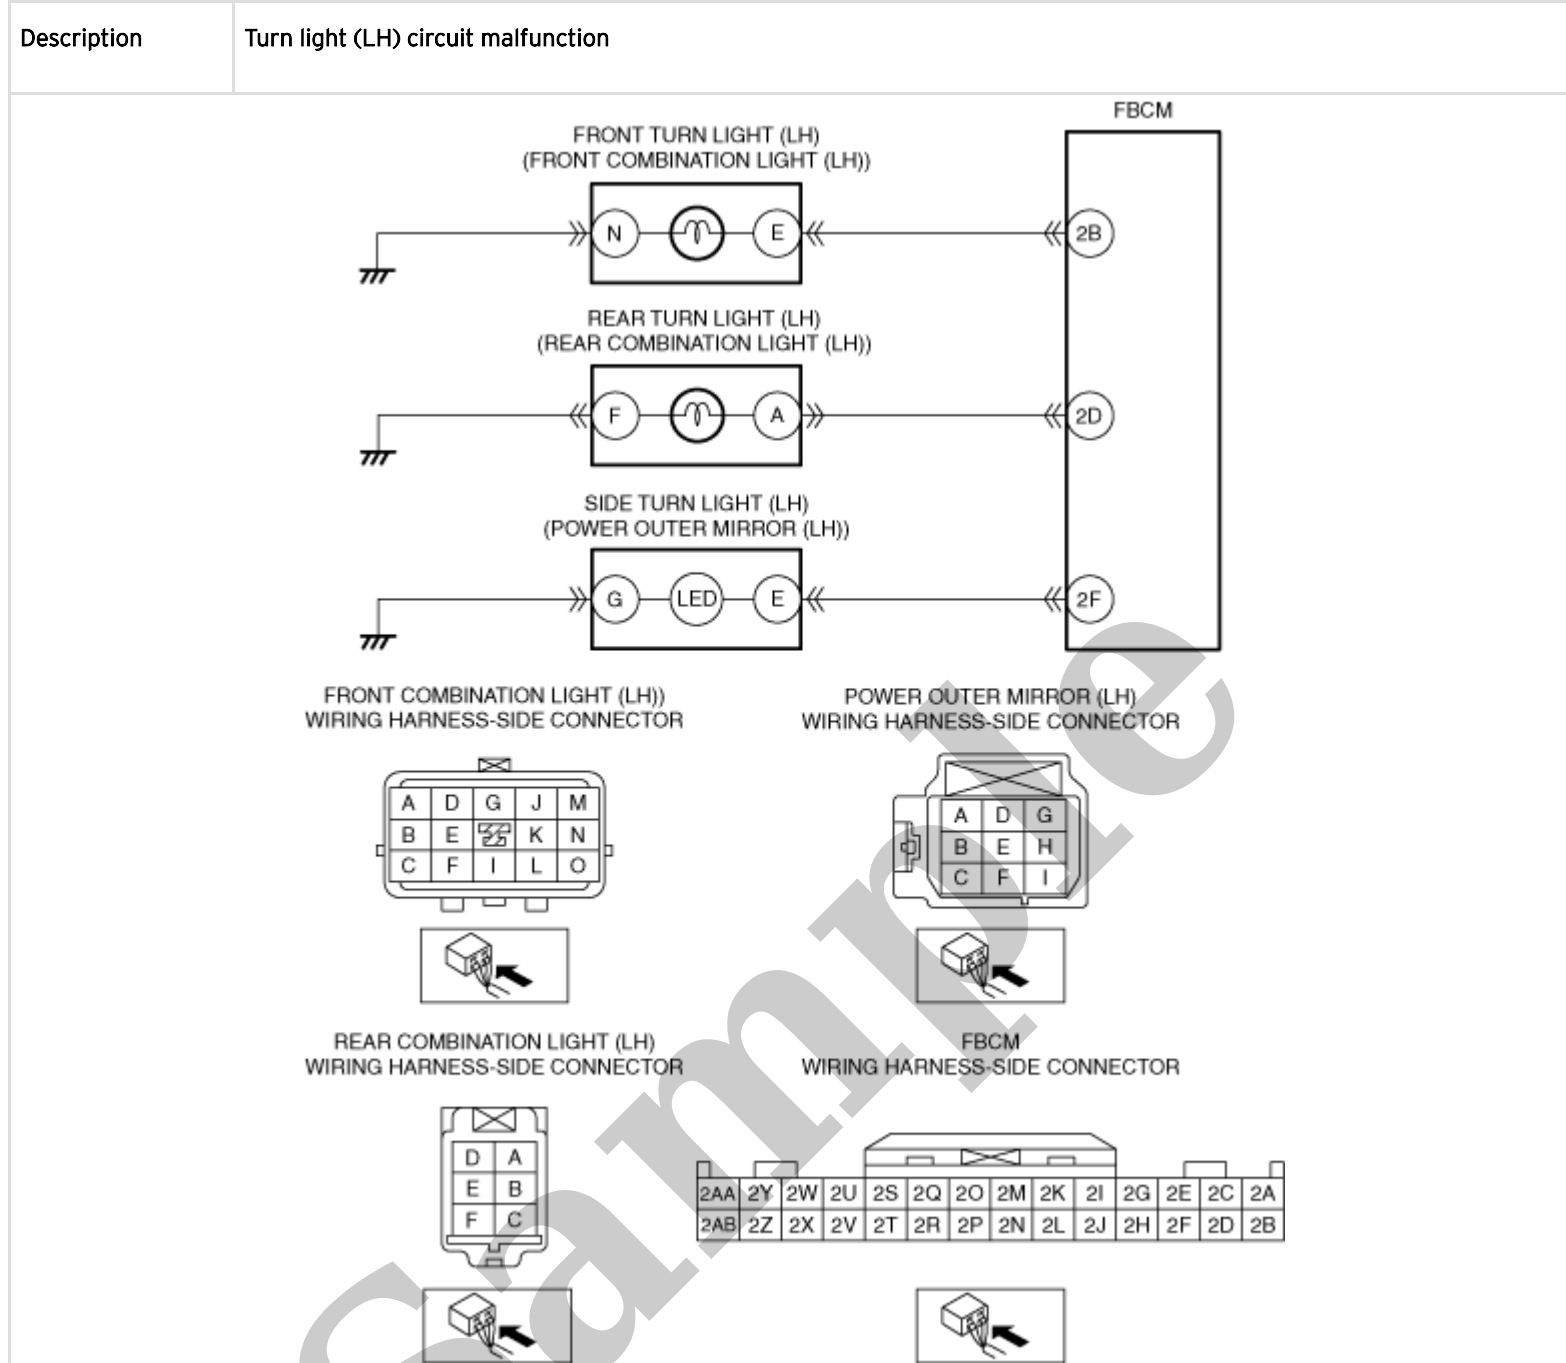 Description
Turn light (LH) circuit malfunction
FBCM
FRONT TURN LIGHT (LH)
(FRONT COMBINATION LIGHT (LH))
N E 2B
REAR TURN LIGHT (LH)
(REAR COMBINATION LIGHT (LH))
F A 2D
SIDE TURN LIGHT (LH)
(POWER OUTER MIRROR (LH))
G LED E 2F
FRONT COMBINATION LIGHT (LH))
WIRING HARNESS-SIDE CONNECTOR
A D G J M
B E K N
C F I L O
POWER OUTER MIRROR (LH)
WIRING HARNESS-SIDE CONNECTOR
A D G
B E H
C F I
REAR COMBINATION LIGHT (LH)
WIRING HARNESS-SIDE CONNECTOR
D A
E B
F C
FBCM
WIRING HARNESS-SIDE CONNECTOR
2AA 2Y 2W 2U 2S 2Q 2O 2M 2K 2I 2G 2E 2C 2A
2AB 2Z 2X 2V 2T 2R 2P 2N 2L 2J 2H 2F 2D 2B
Sample